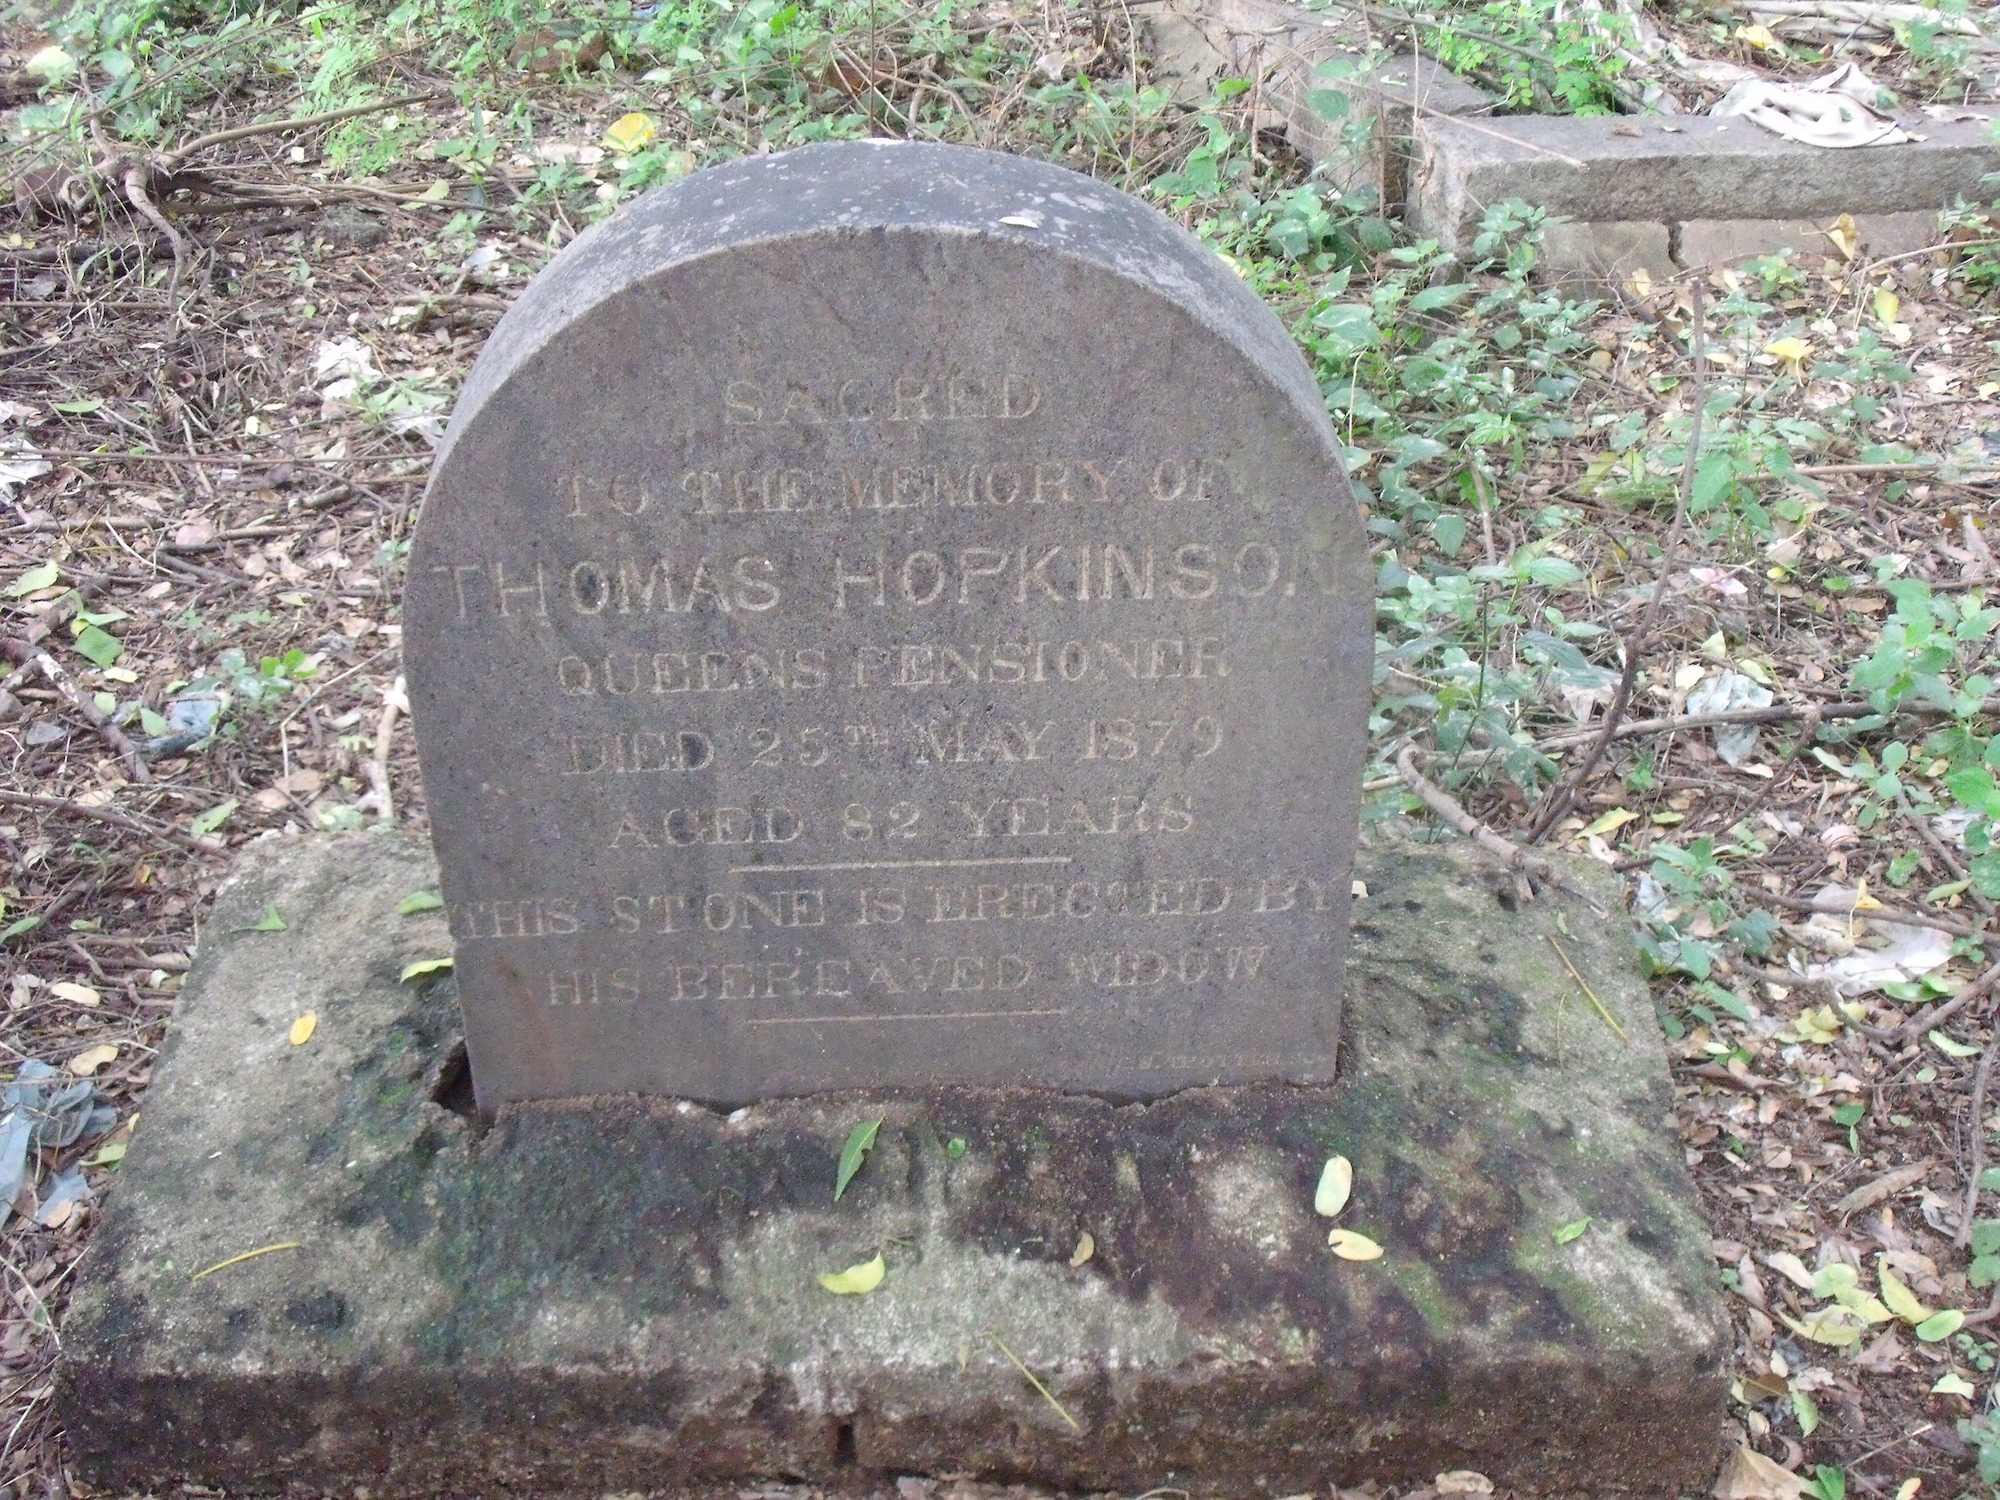 SACRED
TO THE MEMORY OF
THOMAS HOPKINSON
QUEENS PENSIONER
DIED 25TH MAY 1879
AGED 82 YEARS
THIS STONE IS ERECTED BY
HIS BEREAVED WIDOW